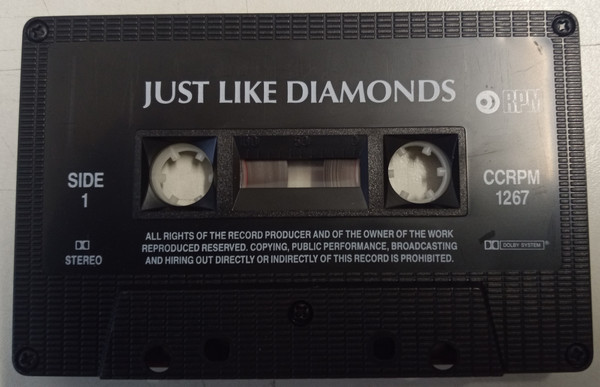 JUST LIKE DIAMONDS
RPM
SIDE
1
CCRPM
1267
STEREO
DOLBY SYSTEM
ALL RIGHTS OF THE RECORD PRODUCER AND OF THE OWNER OF THE WORK
REPRODUCED RESERVED. COPYING, PUBLIC PERFORMANCE, BROADCASTING
AND HIRING OUT DIRECTLY OR INDIRECTLY OF THIS RECORD IS PROHIBITED.